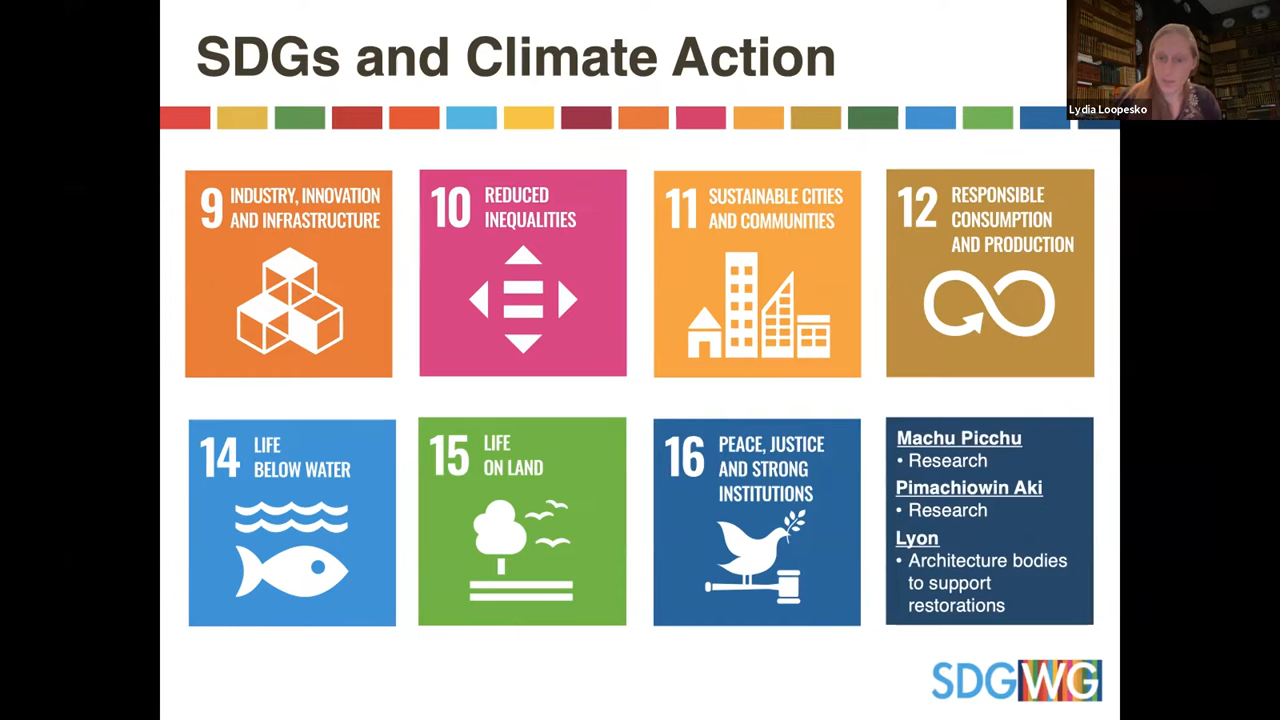 SDGs and Climate Action
Lydia Loopesko
9 INDUSTRY, INNOVATION
AND INFRASTRUCTURE
10 REDUCED
INEQUALITIES
11 SUSTAINABLE CITIES
AND COMMUNITIES
12 RESPONSIBLE
CONSUMPTION
AND PRODUCTION
14 LIFE
BELOW WATER
15 LIFE
ON LAND
16 PEACE, JUSTICE
AND STRONG
INSTITUTIONS
Machu Picchu
• Research
Pimachiowin Aki
• Research
Lyon
• Architecture bodies
to support
restorations
SDGWG